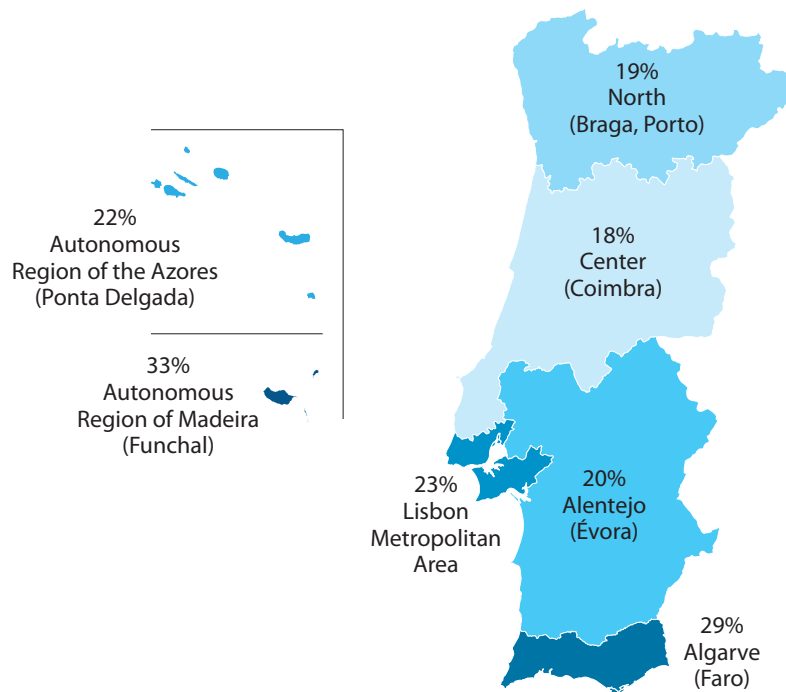 19%
North
(Braga, Porto)
22%
Autonomous
Region of the Azores
(Ponta Delgada)
18%
Center
(Coimbra)
33%
Autonomous
Region of Madeira
(Funchal)
23%
Lisbon
Metropolitan
Area
20%
Alentejo
(Évora)
29%
Algarve
(Faro)